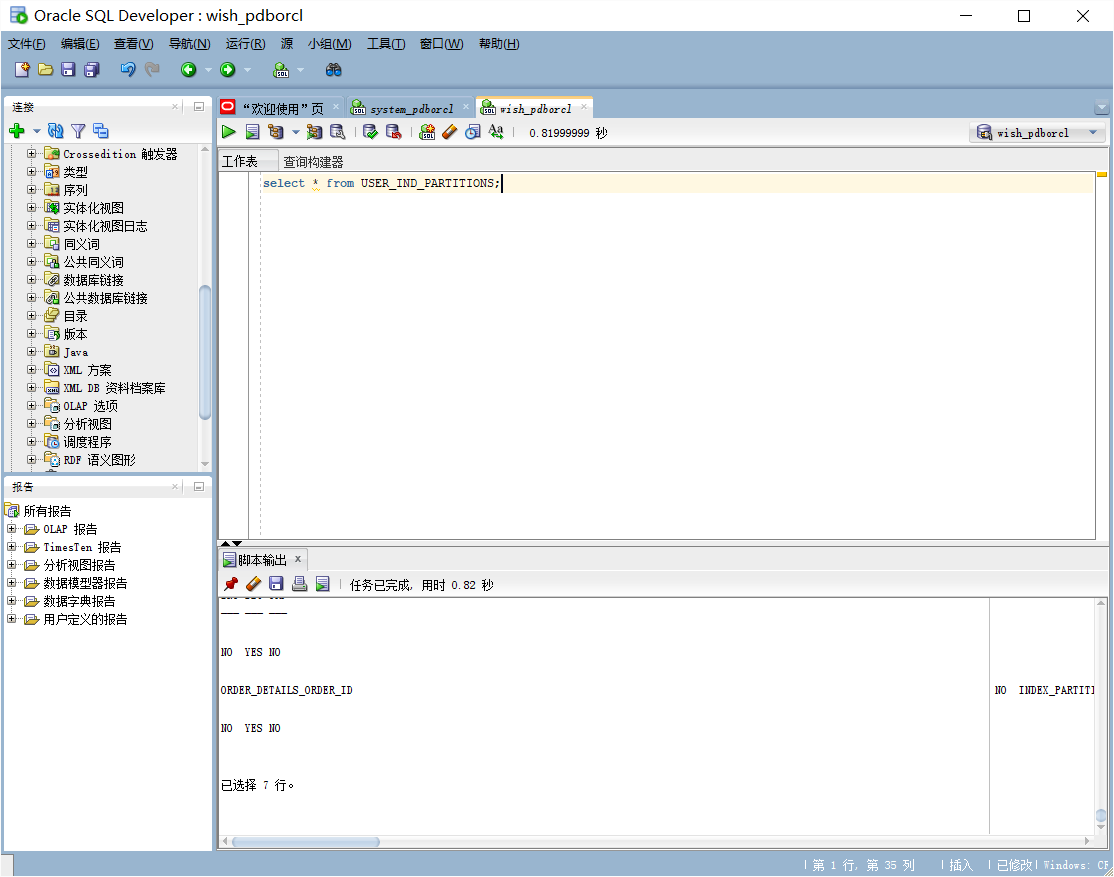 Oracle SQL Developer : wish_pdborcl
文件(F) 编辑(E) 查看(V) 导航(N) 运行(R) 源 小组(M) 工具(T) 窗口(W) 帮助(H)
连接
Crossedition 触发器
类型
序列
实体化视图
实体化视图日志
同义词
公共同义词
数据库链接
公共数据库链接
目录
版本
Java
XML 方案
XML DB 资料档案库
OLAP 选项
分析视图
调度程序
RDF 语义图形
报告
所有报告
OLAP 报告
TimesTen 报告
分析视图报告
数据模型器报告
数据字典报告
用户定义的报告
“欢迎使用”页 system_pdborcl wish_pdborcl
0.81999999 秒 wish_pdborcl
工作表 查询构建器
select * from USER_IND_PARTITIONS;
脚本输出
任务已完成, 用时 0.82 秒
--- --- ---
NO YES NO
ORDER_DETAILS_ORDER_ID NO INDEX_PARTITI
NO YES NO
已选择 7 行。
第 1 行, 第 35 列 插入 已修改 Windows: CR